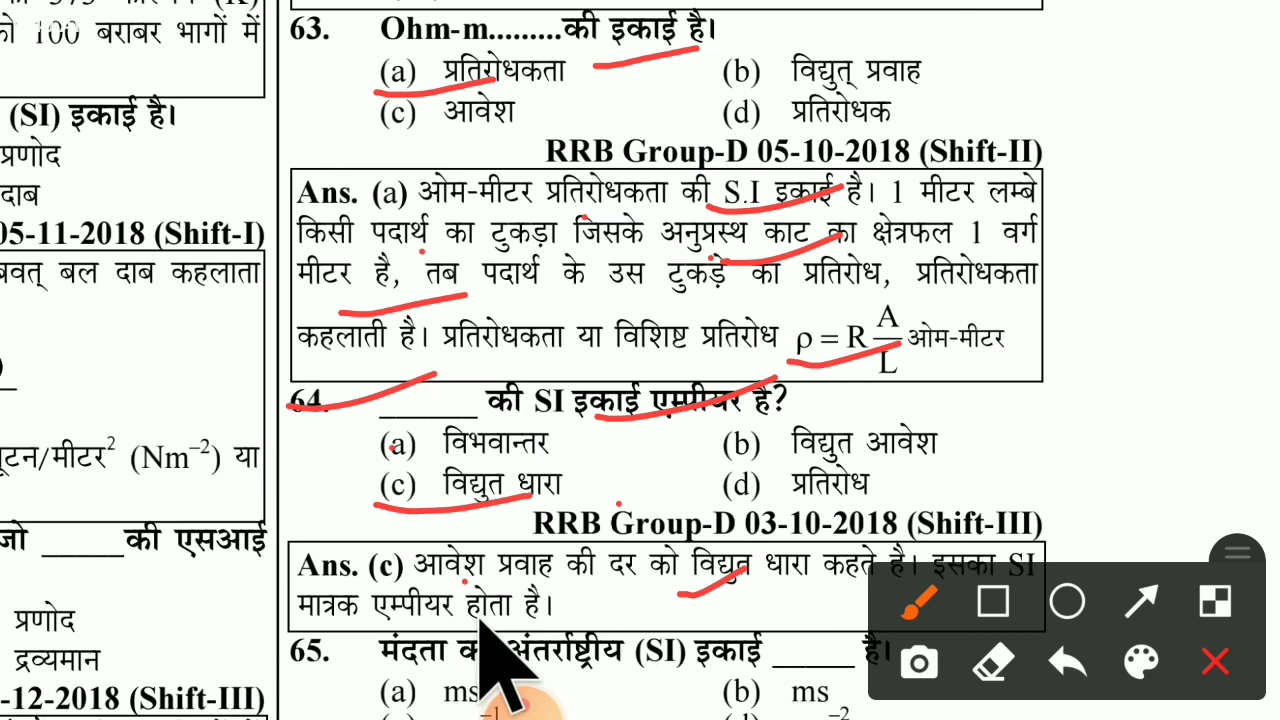 को 100 बराबर भागों में
(SI) इकाई है।
प्रणोद
दाब
05-11-2018 (Shift-I)
बवत् बल दाब कहलाता
न्यूटन/मीटर² (Nm⁻²) या
जो _____की एसआई
प्रणोद
द्रव्यमान
-12-2018 (Shift-III)
63. Ohm-m.........की इकाई है।
(a) प्रतिरोधकता (b) विद्युत् प्रवाह
(c) आवेश (d) प्रतिरोधक
RRB Group-D 05-10-2018 (Shift-II)
Ans. (a) ओम-मीटर प्रतिरोधकता की S.I इकाई है। 1 मीटर लम्बे
किसी पदार्थ का टुकड़ा जिसके अनुप्रस्थ काट का क्षेत्रफल 1 वर्ग
मीटर है, तब पदार्थ के उस टुकड़े का प्रतिरोध, प्रतिरोधकता
कहलाती है। प्रतिरोधकता या विशिष्ट प्रतिरोध ρ = R A/L ओम-मीटर
64. ______ की SI इकाई एम्पीयर है?
(a) विभवान्तर (b) विद्युत आवेश
(c) विद्युत धारा (d) प्रतिरोध
RRB Group-D 03-10-2018 (Shift-III)
Ans. (c) आवेश प्रवाह की दर को विद्युत धारा कहते है। इसका SI
मात्रक एम्पीयर होता है।
65. मंदता का अंतर्राष्ट्रीय (SI) इकाई _____ है।
(a) ms (b) ms